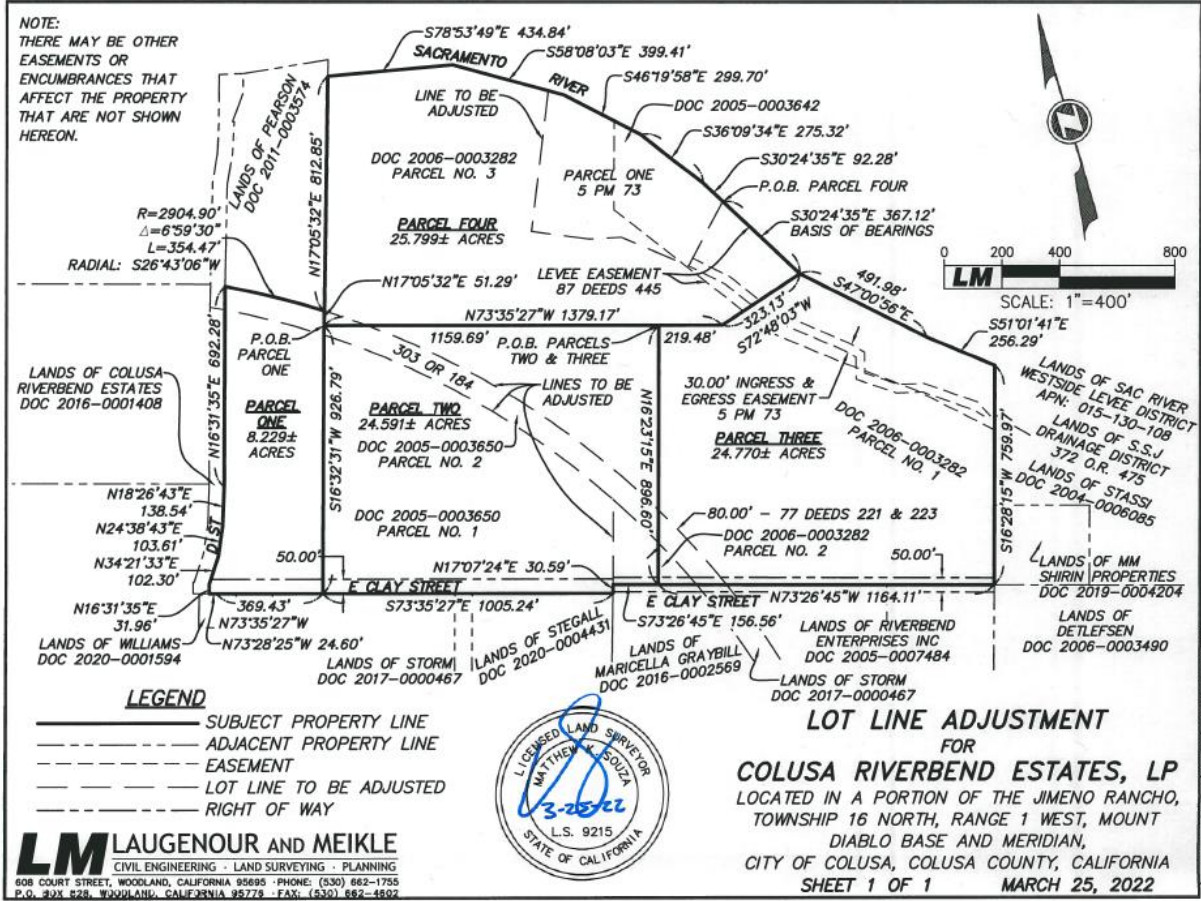 NOTE:
THERE MAY BE OTHER
EASEMENTS OR
ENCUMBRANCES THAT
AFFECT THE PROPERTY
THAT ARE NOT SHOWN
HEREON.
S78°53'49"E 434.84'
SACRAMENTO
RIVER
S58°08'03"E 399.41'
S46°19'58"E 299.70'
DOC 2005-0003642
S36°09'34"E 275.32'
S30°24'35"E 92.28'
P.O.B. PARCEL FOUR
S30°24'35"E 367.12'
BASIS OF BEARINGS
LINE TO BE
ADJUSTED
LANDS OF PEARSON
DOC 2011-0003574
N17°05'32"E 812.85'
DOC 2006-0003282
PARCEL NO. 3
PARCEL ONE
5 PM 73
PARCEL FOUR
25.799± ACRES
R=2904.90'
Δ=6°59'30"
L=354.47'
RADIAL: S26°43'06"W
N17°05'32"E 51.29'
LEVEE EASEMENT
87 DEEDS 445
0 200 400 800
LM
SCALE: 1"=400'
491.98'
S47°00'56"E
S51°01'41"E
256.29'
323.13'
S72°48'03"W
N73°35'27"W 1379.17'
1159.69'
219.48'
P.O.B.
PARCEL
ONE
P.O.B. PARCELS
TWO & THREE
303 OR 184
LINES TO BE
ADJUSTED
30.00' INGRESS &
EGRESS EASEMENT
5 PM 73
LANDS OF SAC RIVER
WESTSIDE LEVEE DISTRICT
APN: 015-130-108
LANDS OF S.S.J
DRAINAGE DISTRICT
372 O.R. 475
LANDS OF STASSI
DOC 2004-0006085
LANDS OF COLUSA
RIVERBEND ESTATES
DOC 2016-0001408
N16°31'35"E 692.28'
PARCEL
ONE
8.229±
ACRES
S16°32'31"W 926.79'
PARCEL TWO
24.591± ACRES
DOC 2005-0003650
PARCEL NO. 2
DOC 2005-0003650
PARCEL NO. 1
N16°23'15"E 896.60'
PARCEL THREE
24.770± ACRES
DOC 2006-0003282
PARCEL NO. 1
S16°28'15"W 759.97'
N18°26'43"E
138.54'
N24°38'43"E
103.61'
N34°21'33"E
102.30'
N16°31'35"E
31.96'
DIST I
80.00' - 77 DEEDS 221 & 223
DOC 2006-0003282
PARCEL NO. 2
50.00'
50.00'
N17°07'24"E 30.59'
E CLAY STREET
E CLAY STREET
369.43'
N73°35'27"W
N73°28'25"W 24.60'
S73°35'27"E 1005.24'
S73°26'45"E 156.56'
N73°26'45"W 1164.11'
LANDS OF WILLIAMS
DOC 2020-0001594
LANDS OF STORM
DOC 2017-0000467
LANDS OF STEGALL
DOC 2020-0004431
LANDS OF
MARICELLA GRAYBILL
DOC 2016-0002569
LANDS OF RIVERBEND
ENTERPRISES INC
DOC 2005-0007484
LANDS OF STORM
DOC 2017-0000467
LANDS OF MM
SHIRIN PROPERTIES
DOC 2019-0004204
LANDS OF
DETLEFSEN
DOC 2006-0003490
LEGEND
SUBJECT PROPERTY LINE
ADJACENT PROPERTY LINE
EASEMENT
LOT LINE TO BE ADJUSTED
RIGHT OF WAY
LM LAUGENOUR AND MEIKLE
CIVIL ENGINEERING · LAND SURVEYING · PLANNING
608 COURT STREET, WOODLAND, CALIFORNIA 95695 · PHONE: (530) 662-1755
P.O. BOX 828, WOODLAND, CALIFORNIA 95776 · FAX: (530) 662-4602
LICENSED LAND SURVEYOR
MATTHEW K. SOUZA
3-25-22
L.S. 9215
STATE OF CALIFORNIA
LOT LINE ADJUSTMENT
FOR
COLUSA RIVERBEND ESTATES, LP
LOCATED IN A PORTION OF THE JIMENO RANCHO,
TOWNSHIP 16 NORTH, RANGE 1 WEST, MOUNT
DIABLO BASE AND MERIDIAN,
CITY OF COLUSA, COLUSA COUNTY, CALIFORNIA
SHEET 1 OF 1 MARCH 25, 2022